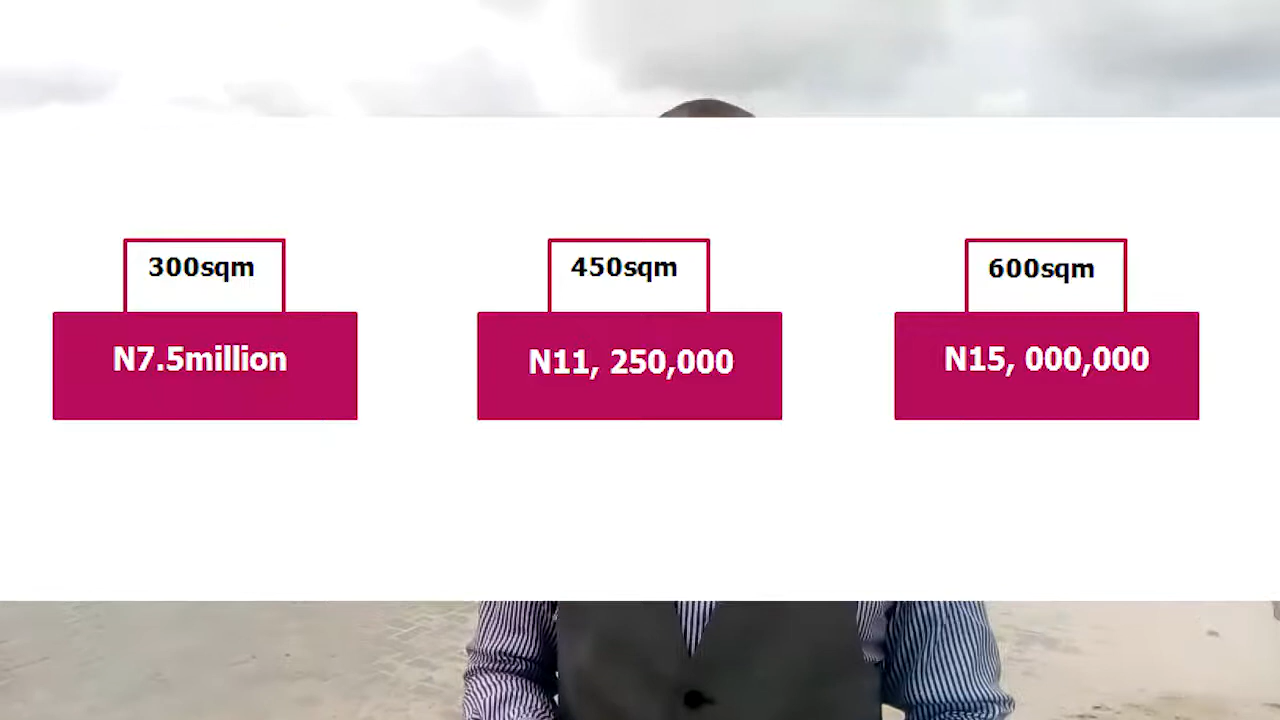 300sqm
450sqm
600sqm
N7.5million
N11, 250,000
N15, 000,000